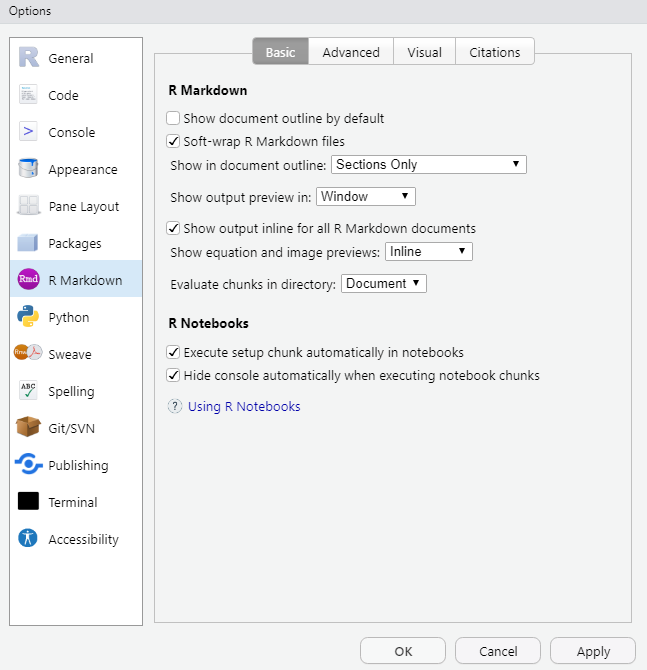 Options
General
Code
Console
Appearance
Pane Layout
Packages
Rmd R Markdown
Python
Rnw Sweave
ABC Spelling
Git/SVN
Publishing
Terminal
Accessibility
Basic Advanced Visual Citations
R Markdown
Show document outline by default
Soft-wrap R Markdown files
Show in document outline: Sections Only
Show output preview in: Window
Show output inline for all R Markdown documents
Show equation and image previews: Inline
Evaluate chunks in directory: Document
R Notebooks
Execute setup chunk automatically in notebooks
Hide console automatically when executing notebook chunks
? Using R Notebooks
OK Cancel Apply